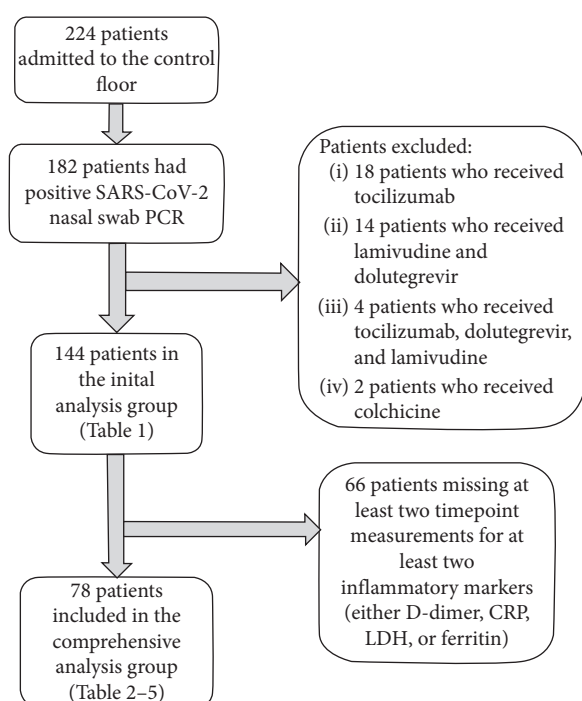 224 patients
admitted to the control
floor
182 patients had
positive SARS-CoV-2
nasal swab PCR
Patients excluded:
(i) 18 patients who received
tocilizumab
(ii) 14 patients who received
lamivudine and
dolutegrevir
(iii) 4 patients who received
tocilizumab, dolutegrevir,
and lamivudine
(iv) 2 patients who received
colchicine
144 patients in
the inital
analysis group
(Table 1)
66 patients missing at
least two timepoint
measurements for at
least two
inflammatory markers
(either D-dimer, CRP,
LDH, or ferritin)
78 patients
included in the
comprehensive
analysis group
(Table 2–5)